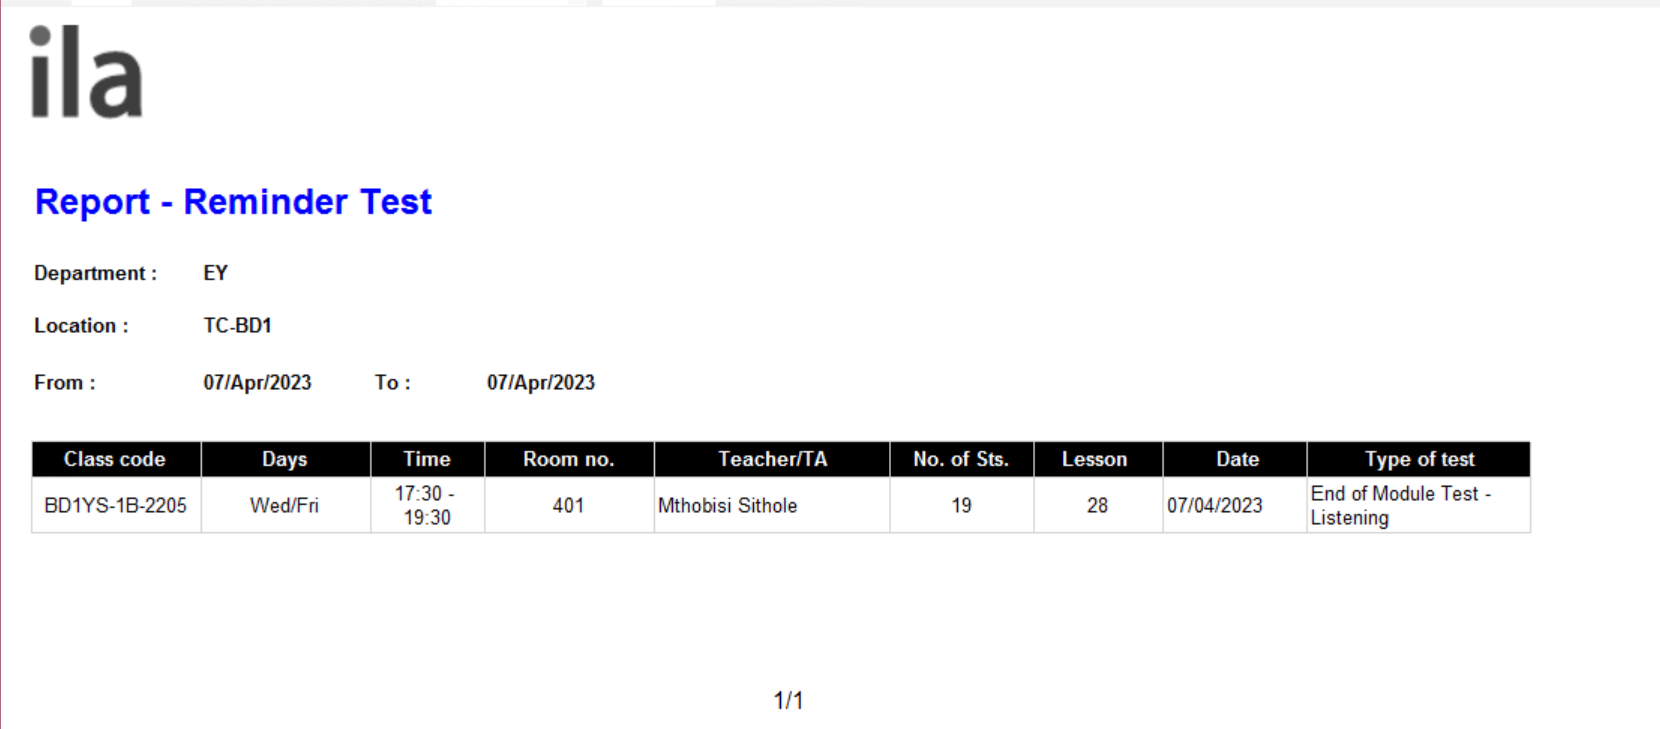 ila
Report - Reminder Test
Department : EY
Location : TC-BD1
From : 07/Apr/2023 To : 07/Apr/2023
Class code Days Time Room no. Teacher/TA No. of Sts. Lesson Date Type of test
BD1YS-1B-2205 Wed/Fri 17:30 - 19:30 401 Mthobisi Sithole 19 28 07/04/2023 End of Module Test - Listening
1/1